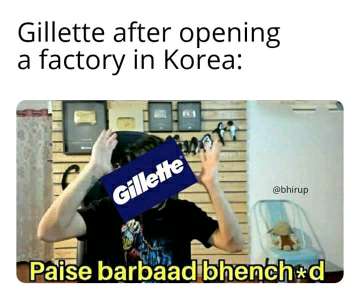 Gillette after opening
a factory in Korea:
Gillette
@bhirup
Paise barbaad bhench*d